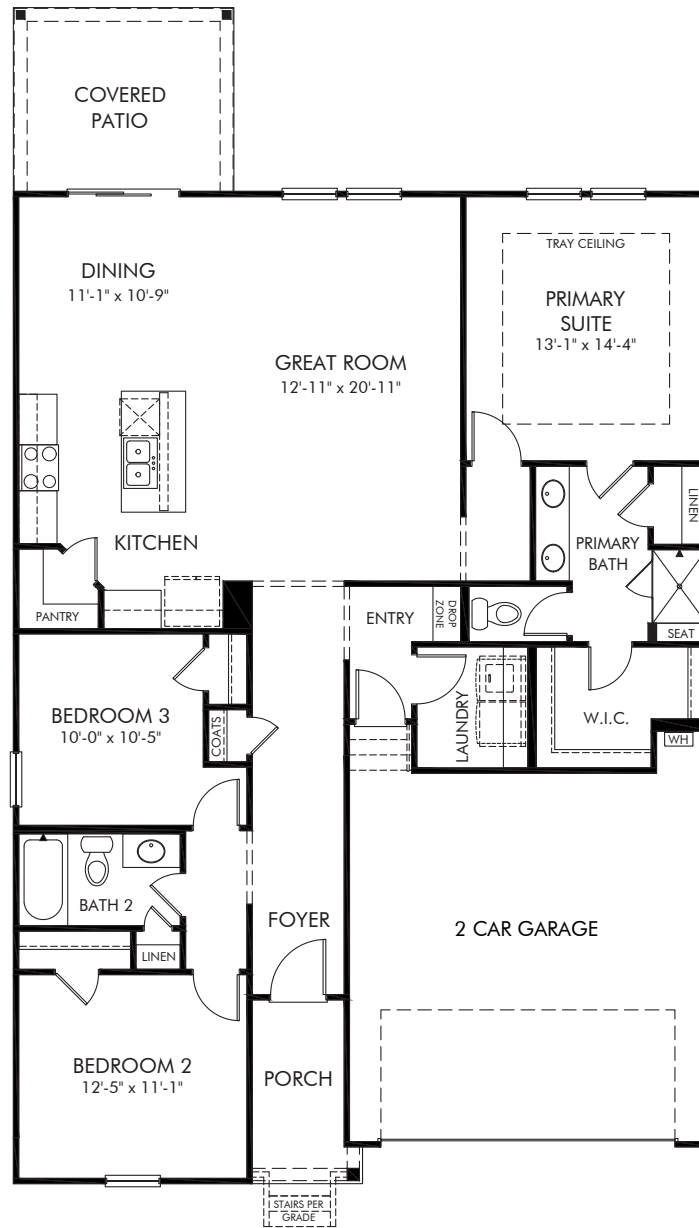 COVERED
PATIO
DINING
11'-1" x 10'-9"
GREAT ROOM
12'-11" x 20'-11"
TRAY CEILING
PRIMARY
SUITE
13'-1" x 14'-4"
KITCHEN
PANTRY
PRIMARY
BATH
LINEN
SEAT
ENTRY
DROP
ZONE
LAUNDRY
W.I.C.
WH
BEDROOM 3
10'-0" x 10'-5"
COATS
BATH 2
LINEN
FOYER
2 CAR GARAGE
BEDROOM 2
12'-5" x 11'-1"
PORCH
STAIRS PER
GRADE